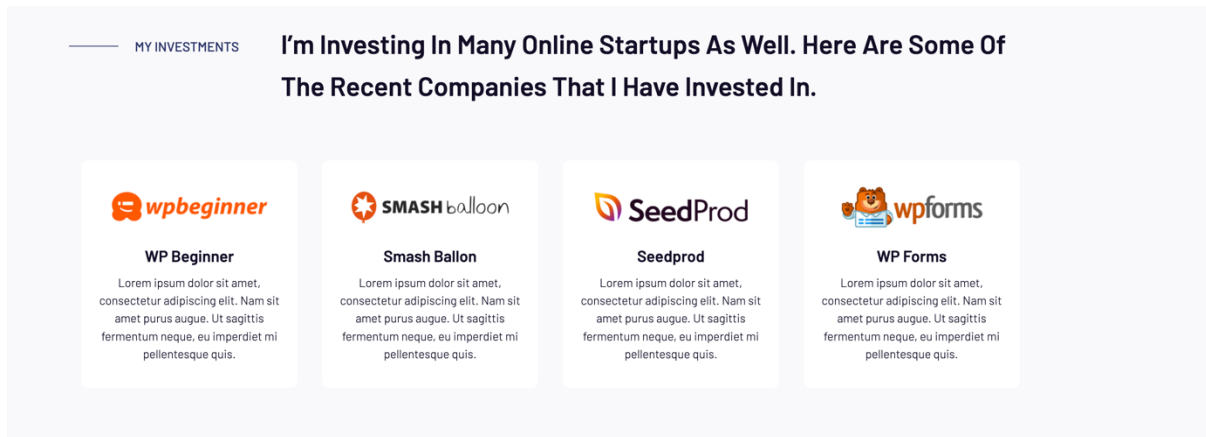 MY INVESTMENTS
I'm Investing In Many Online Startups As Well. Here Are Some Of
The Recent Companies That I Have Invested In.
wpbeginner
WP Beginner
Lorem ipsum dolor sit amet,
consectetur adipiscing elit. Nam sit
amet purus augue. Ut sagittis
fermentum neque, eu imperdiet mi
pellentesque quis.
SMASH balloon
Smash Ballon
Lorem ipsum dolor sit amet,
consectetur adipiscing elit. Nam sit
amet purus augue. Ut sagittis
fermentum neque, eu imperdiet mi
pellentesque quis.
SeedProd
Seedprod
Lorem ipsum dolor sit amet,
consectetur adipiscing elit. Nam sit
amet purus augue. Ut sagittis
fermentum neque, eu imperdiet mi
pellentesque quis.
wpforms
WP Forms
Lorem ipsum dolor sit amet,
consectetur adipiscing elit. Nam sit
amet purus augue. Ut sagittis
fermentum neque, eu imperdiet mi
pellentesque quis.